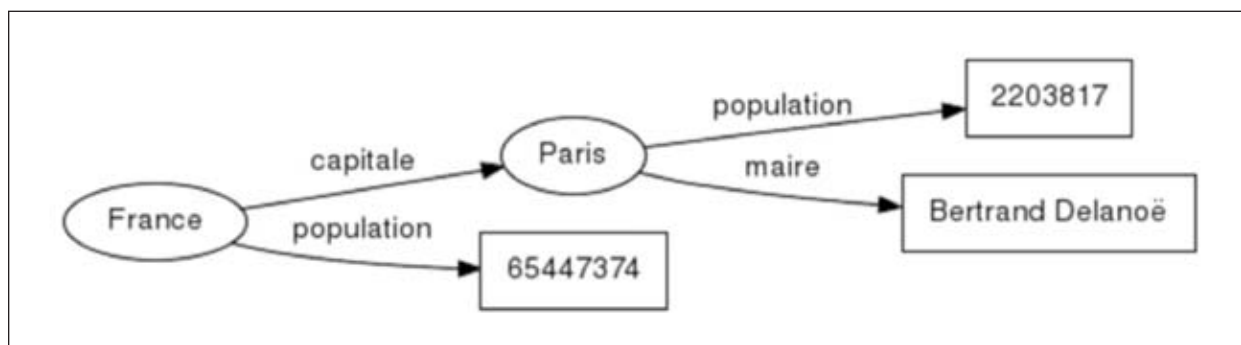 population
2203817
capitale
Paris
maire
France
population
Bertrand Delanoë
65447374